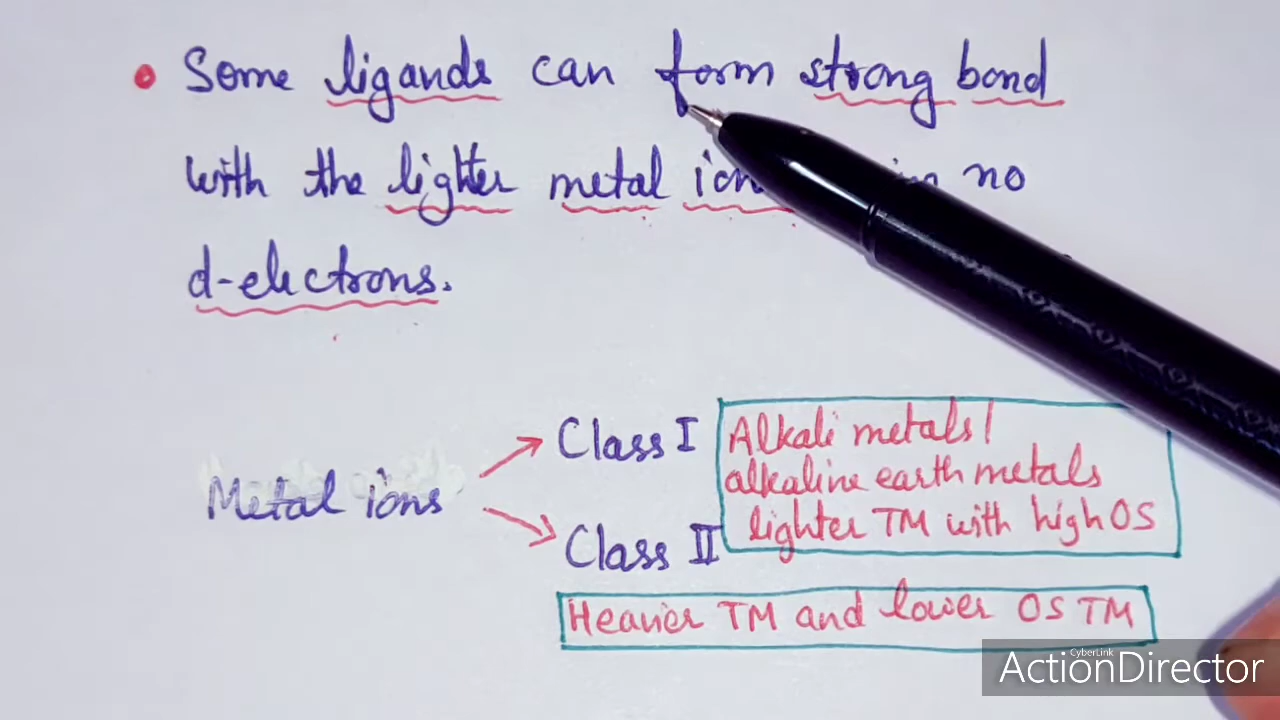 • Some ligands can form strong bond
with the lighter metal no
d-electrons.
Metal ions
Class I
Alkali metals/
alkaline earth metals
lighter TM with high OS
Class II
Heavier TM and lower OS TM
CyberLink
ActionDirector